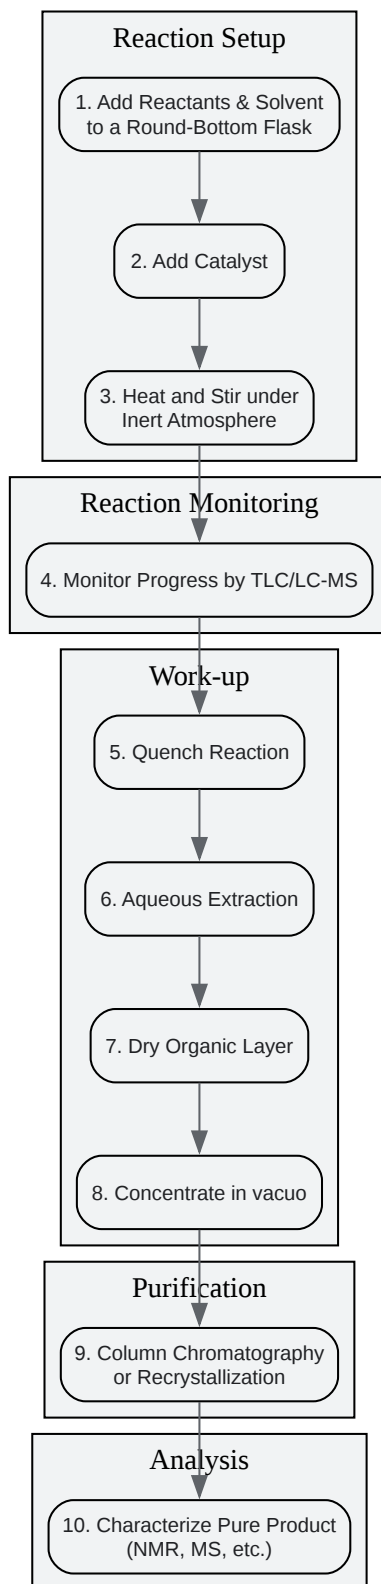 Reaction Setup
1. Add Reactants & Solvent
to a Round-Bottom Flask
2. Add Catalyst
3. Heat and Stir under
Inert Atmosphere
Reaction Monitoring
4. Monitor Progress by TLC/LC-MS
Work-up
5. Quench Reaction
6. Aqueous Extraction
7. Dry Organic Layer
8. Concentrate in vacuo
Purification
9. Column Chromatography
or Recrystallization
Analysis
10. Characterize Pure Product
(NMR, MS, etc.)